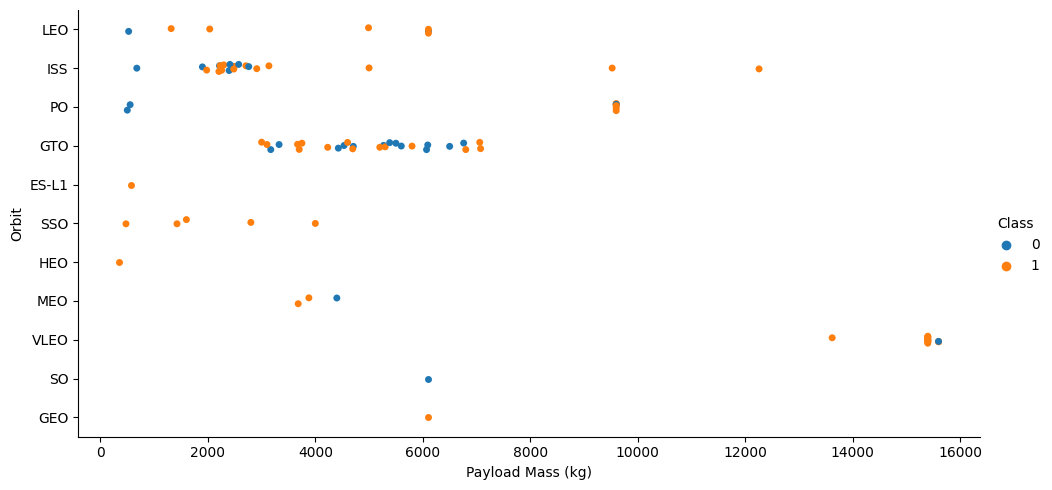 LEO
ISS
PO
GTO
ES-L1
SSO
HEO
MEO
VLEO
SO
GEO
Orbit
0 2000 4000 6000 8000 10000 12000 14000 16000
Payload Mass (kg)
Class
0
1